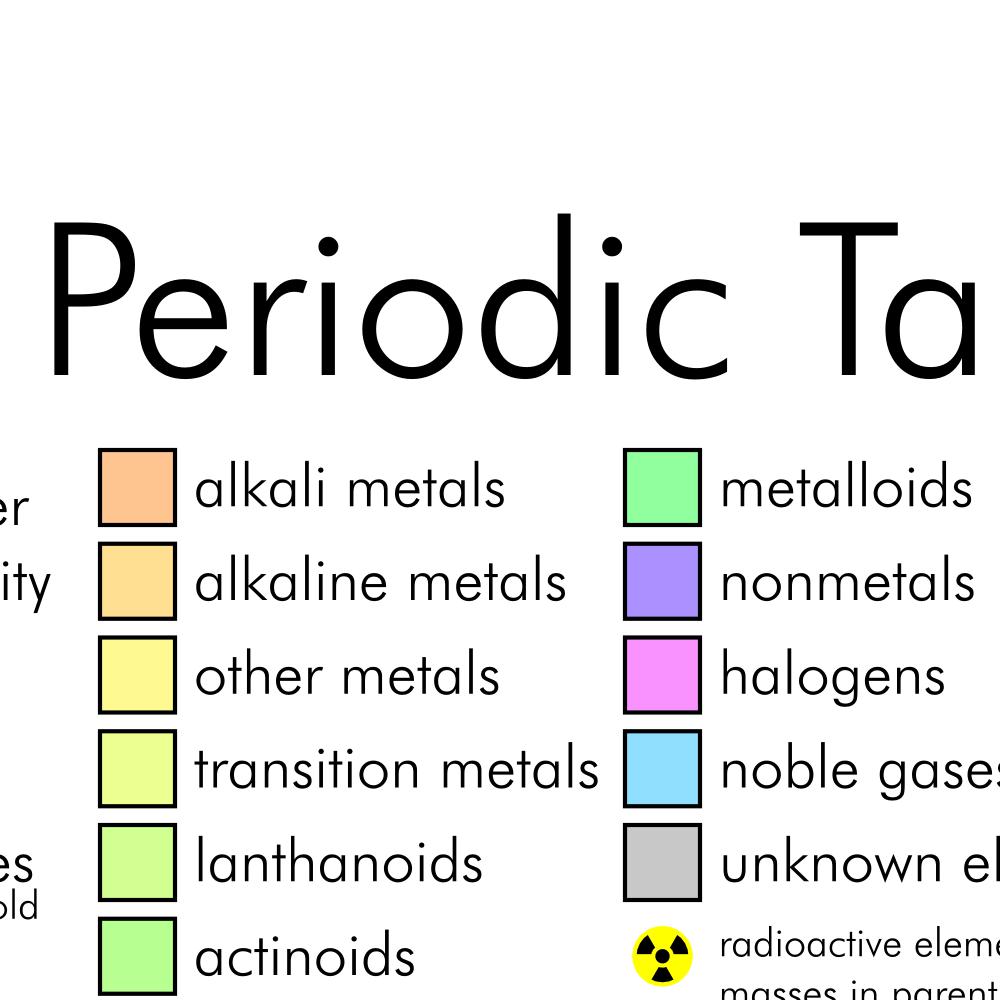 Periodic Ta
er
ity
es
old
alkali metals
alkaline metals
other metals
transition metals
lanthanoids
actinoids
metalloids
nonmetals
halogens
noble gases
unknown el
radioactive eleme
masses in parent